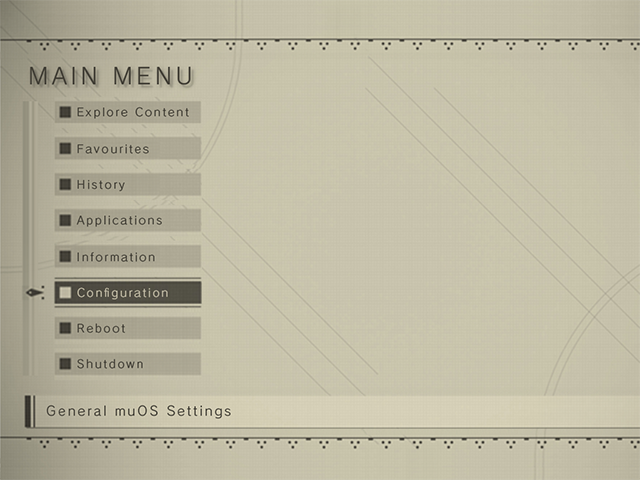 MAIN MENU
Explore Content
Favourites
History
Applications
Information
Configuration
Reboot
Shutdown
General muOS Settings